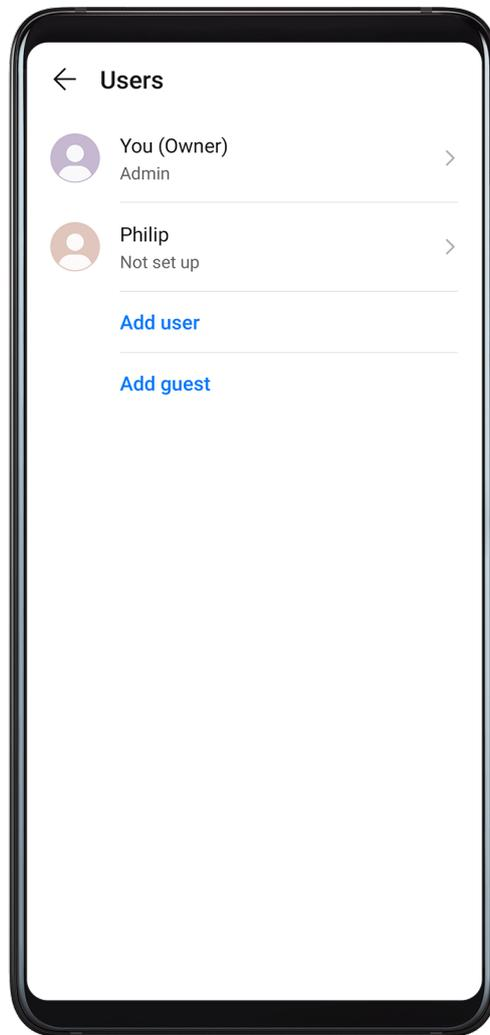 Users
You (Owner)
Admin
Philip
Not set up
Add user
Add guest